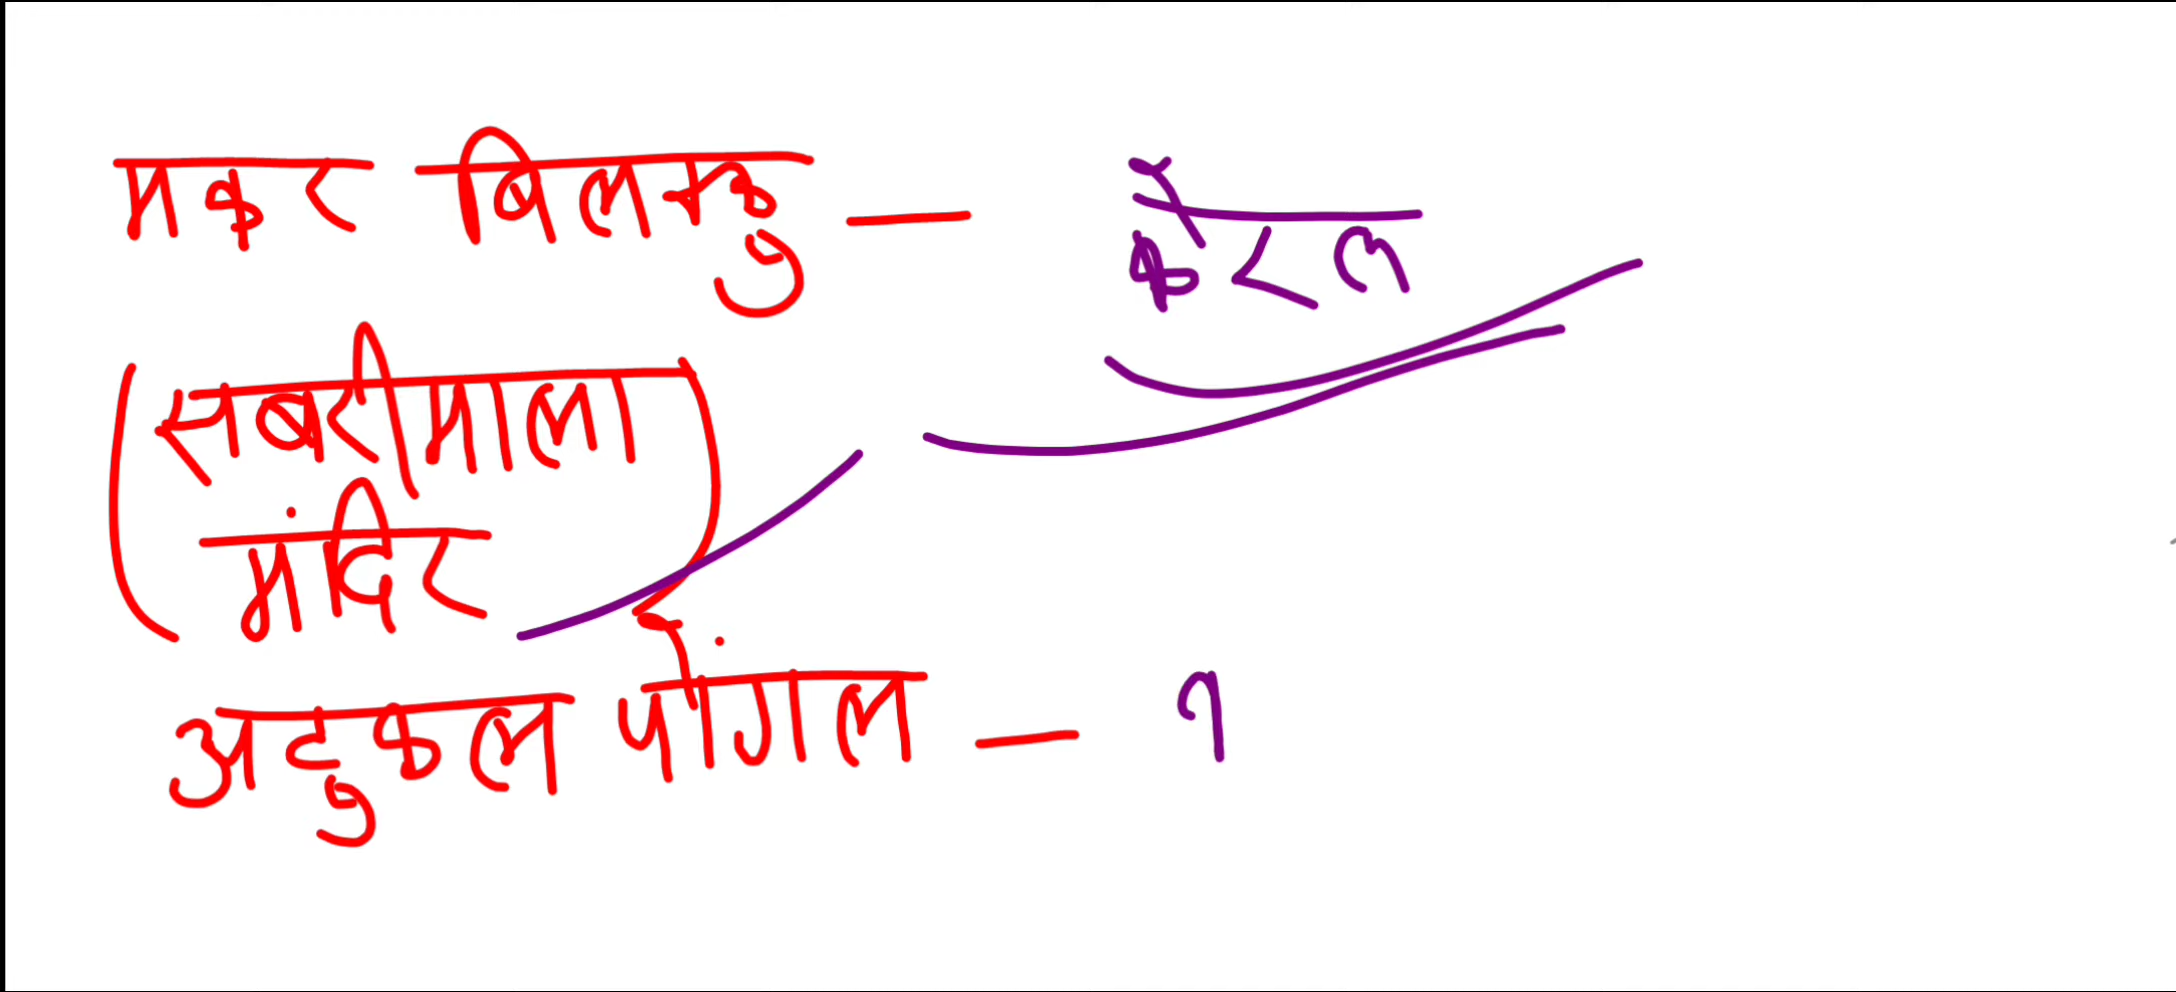 मकर बिलक्कु — केरल
(सबरीमाला
मंदिर)
अटुकल पोंगल — १